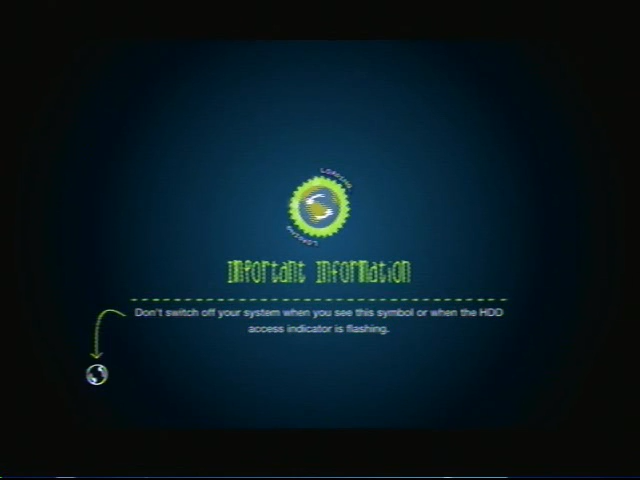 LOADING
LOADING
Important Information
Don't switch off your system when you see this symbol or when the HDD
access indicator is flashing.